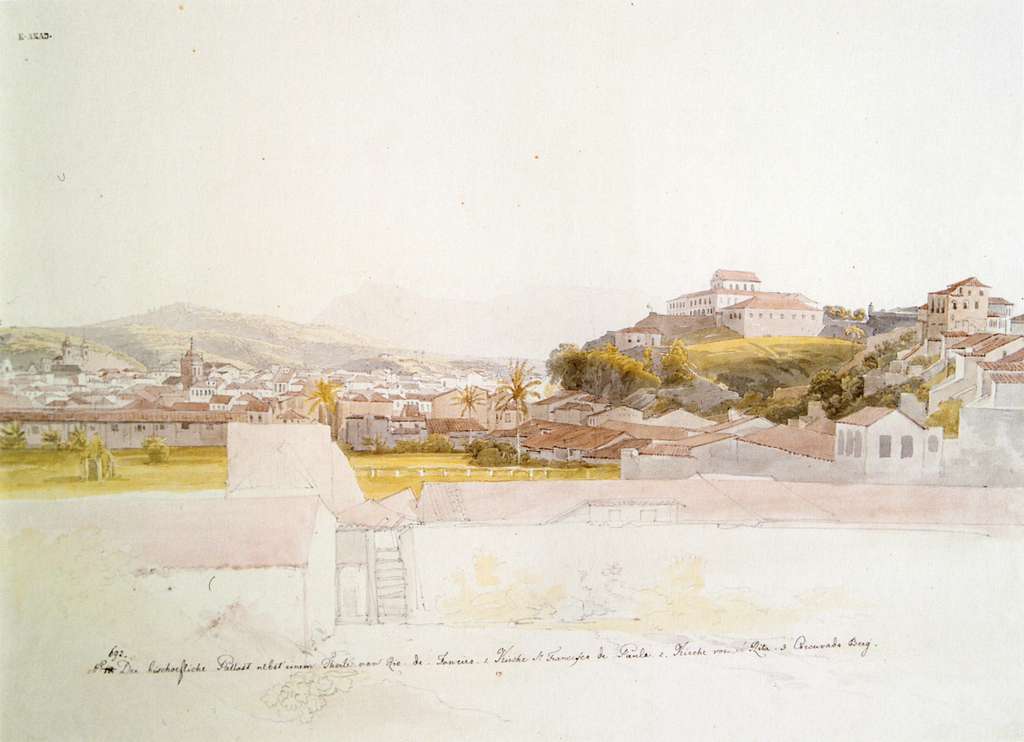 K. AKAD.
692.
Der bischoefliche Pallast nebst einem Theile von Rio. de. Janeiro. 1 Kirche St Francisco de Paula 2. Kirche von St Rita. 3 Corcovado Berg.